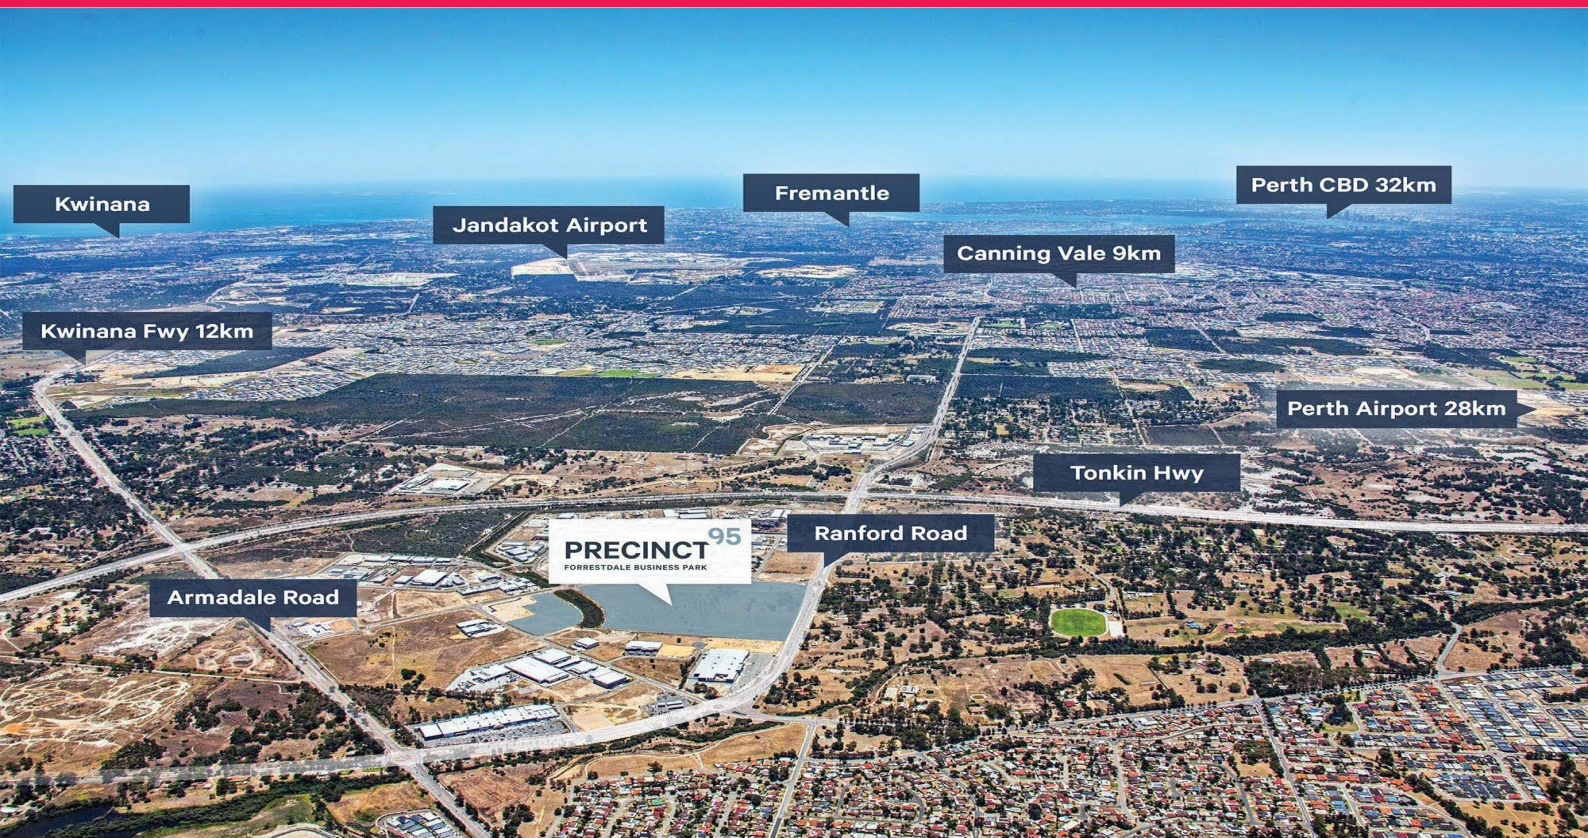 Perth CBD 32km
Fremantle
Kwinana
Jandakot Airport
Canning Vale 9km
Kwinana Fwy 12km
Perth Airport 28km
Tonkin Hwy
Ranford Road
PRECINCT95
FORRESTDALE BUSINESS PARK
Armadale Road